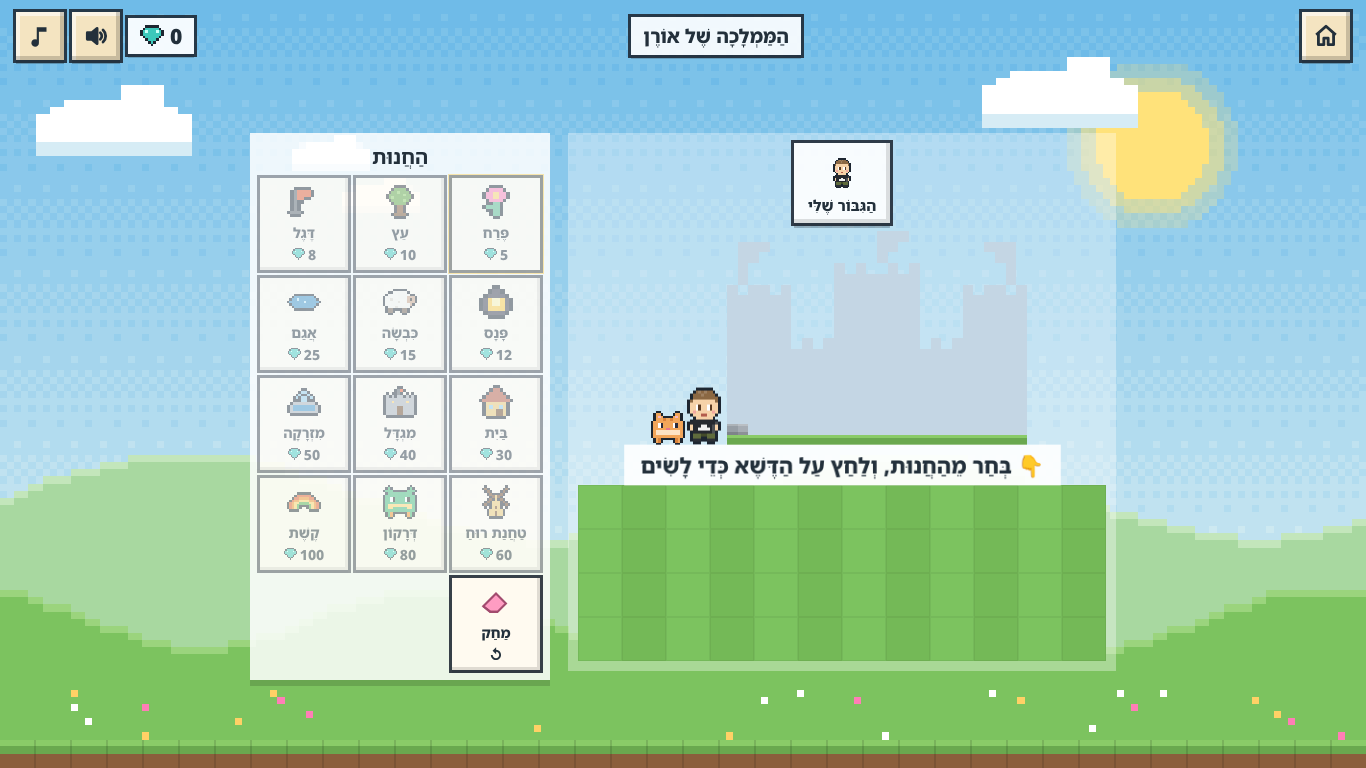 הַמַּמְלָכָה שֶׁל אוֹרֶן
0
הַגִּבּוֹר שֶׁלִּי
הַחֲנוּת
פֶּרַח
5
עֵץ
10
דֶּגֶל
8
פָּנָס
12
כִּבְשָׂה
15
אֲגַם
25
בַּיִת
30
מִגְדָּל
40
מִזְרָקָה
50
טַחֲנַת רוּחַ
60
דְּרָקוֹן
80
קֶשֶׁת
100
מַחַק
👇 בְּחַר מֵהַחֲנוּת, וְלַחַץ עַל הַדֶּשֶׁא כְּדֵי לָשִׂים